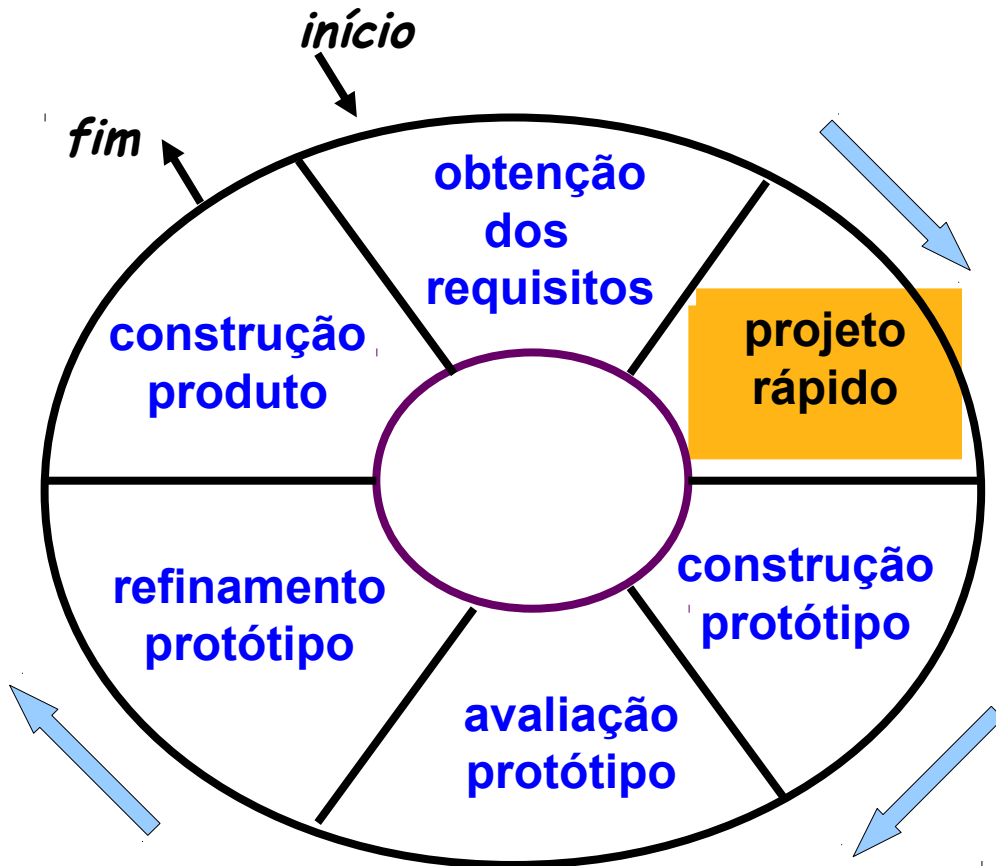 início
fim
obtenção
dos
requisitos
projeto
rápido
construção
protótipo
avaliação
protótipo
refinamento
protótipo
construção
produto